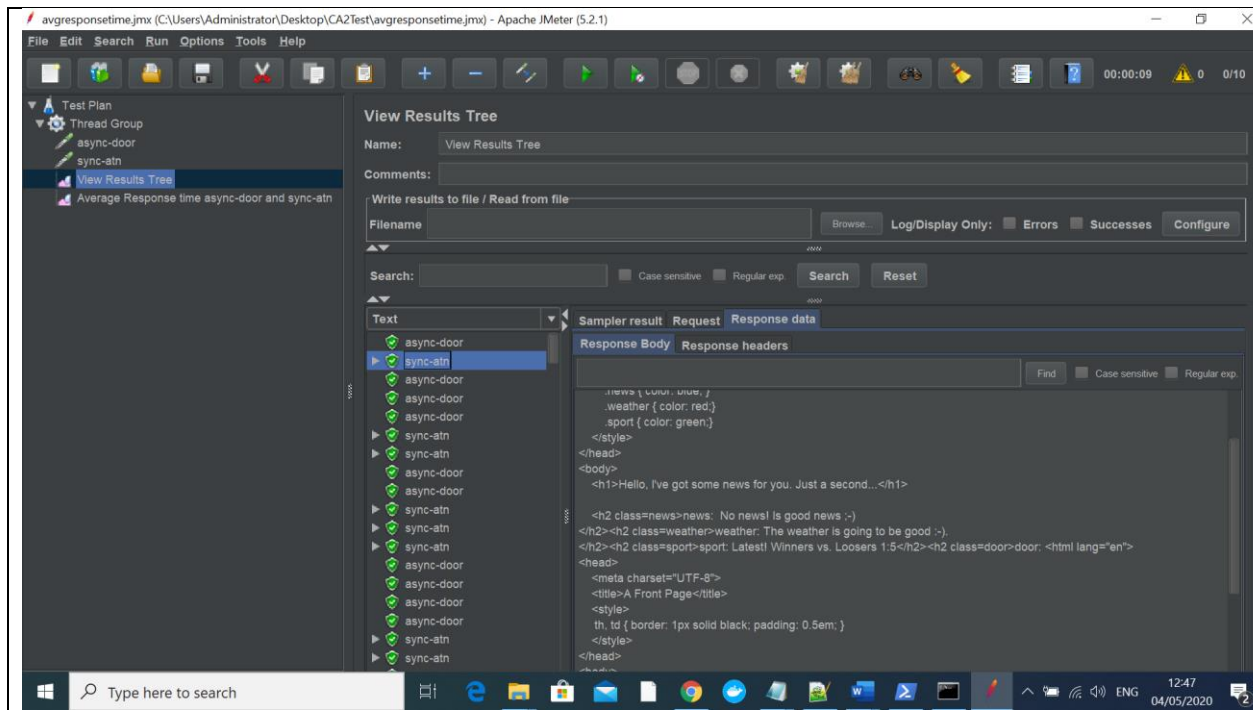 avgresponsetime.jmx (C:\Users\Administrator\Desktop\CA2Test\avgresponsetime.jmx) - Apache JMeter (5.2.1)
File Edit Search Run Options Tools Help
00:00:09 0 0/10
Test Plan
Thread Group
async-door
sync-atn
View Results Tree
Average Response time async-door and sync-atn
View Results Tree
Name: View Results Tree
Comments:
Write results to file / Read from file
Filename Browse... Log/Display Only: Errors Successes Configure
Search: Case sensitive Regular exp. Search Reset
Text
async-door
sync-atn
async-door
async-door
async-door
sync-atn
sync-atn
async-door
async-door
sync-atn
sync-atn
sync-atn
async-door
async-door
async-door
async-door
sync-atn
sync-atn
Sampler result Request Response data
Response Body Response headers
Find Case sensitive Regular exp.
.news { color: blue; }
.weather { color: red;}
.sport { color: green;}
</style>
</head>
<body>
<h1>Hello, I've got some news for you. Just a second...</h1>
<h2 class=news>news: No news! Is good news ;-)
</h2><h2 class=weather>weather: The weather is going to be good :-).
</h2><h2 class=sport>sport: Latest! Winners vs. Loosers 1:5</h2><h2 class=door>door: <html lang="en">
<head>
<meta charset="UTF-8">
<title>A Front Page</title>
<style>
th, td { border: 1px solid black; padding: 0.5em; }
</style>
</head>
<body>
Type here to search
ENG
12:47
04/05/2020
2